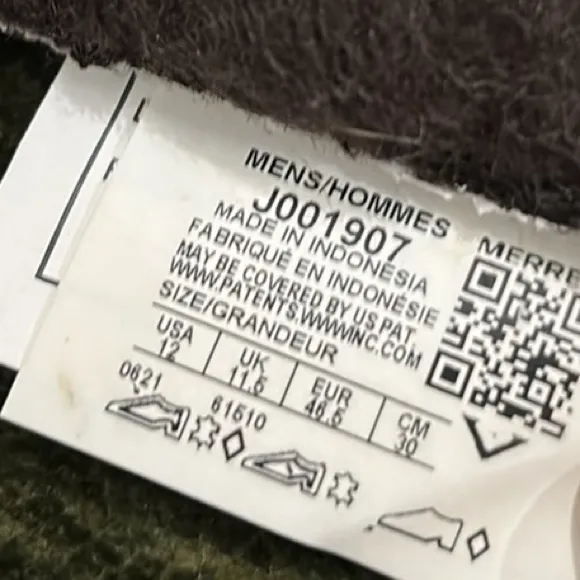 MENS/HOMMES
J001907
MADE IN INDONESIA
FABRIQUÉ EN INDONÉSIE
MAY BE COVERED BY US PAT.
WWW.PATENTS.WWWINC.COM
SIZE/GRANDEUR
USA UK EUR CM
12 11.5 46.5 30
0621 61610
MERRE